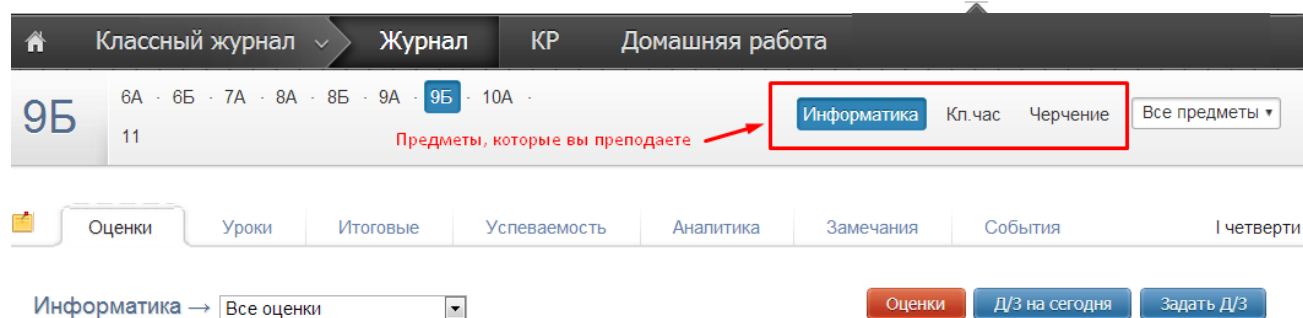 Классный журнал Журнал КР Домашняя работа
9Б
6А · 6Б · 7А · 8А · 8Б · 9А · 9Б · 10А ·
11
Предметы, которые вы преподаете
Информатика Кл.час Черчение Все предметы
Оценки Уроки Итоговые Успеваемость Аналитика Замечания События I четверти
Информатика → Все оценки Оценки Д/З на сегодня Задать Д/З